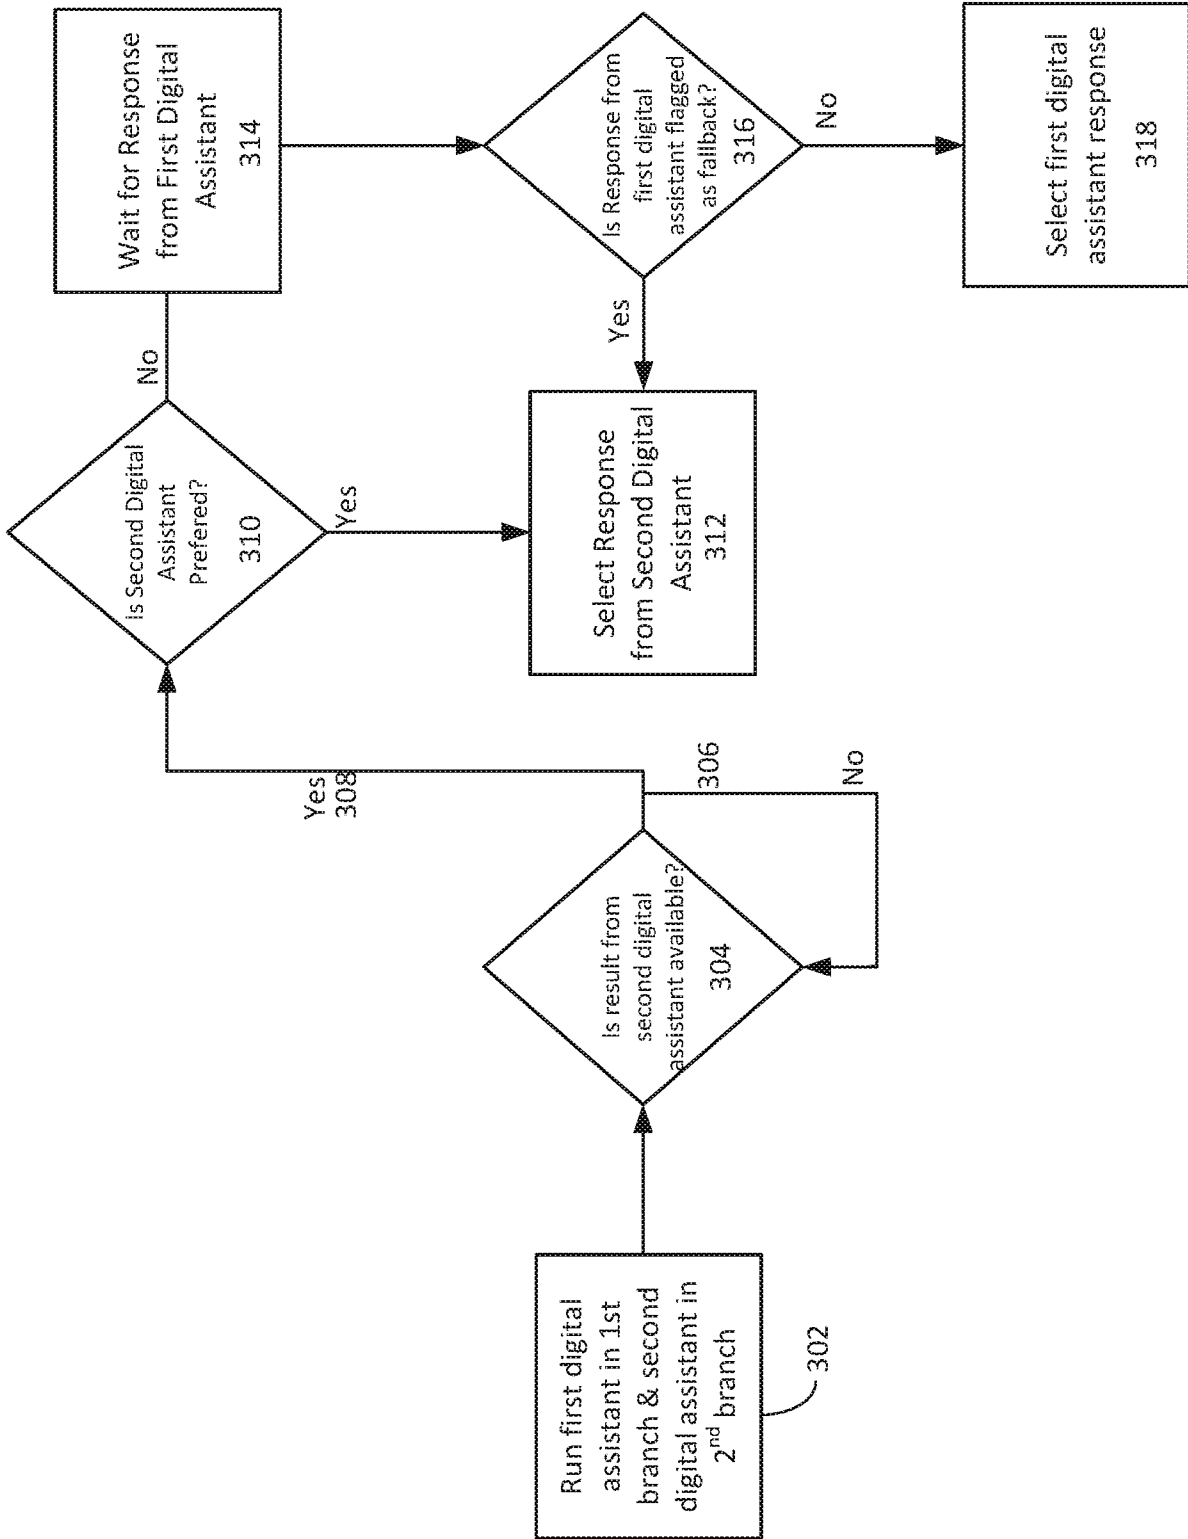 Run first digital
assistant in 1st
branch & second
digital assistant in
2nd branch
302
Is result from
second digital
assistant available?
304
306
No
Yes
308
Is Second Digital
Assistant
Prefered?
310
Yes
No
Select Response
from Second Digital
Assistant
312
Wait for Response
from First Digital
Assistant
314
Is Response from
first digital
assistant flagged
as fallback?
316
Yes
No
Select first digital
assistant response
318